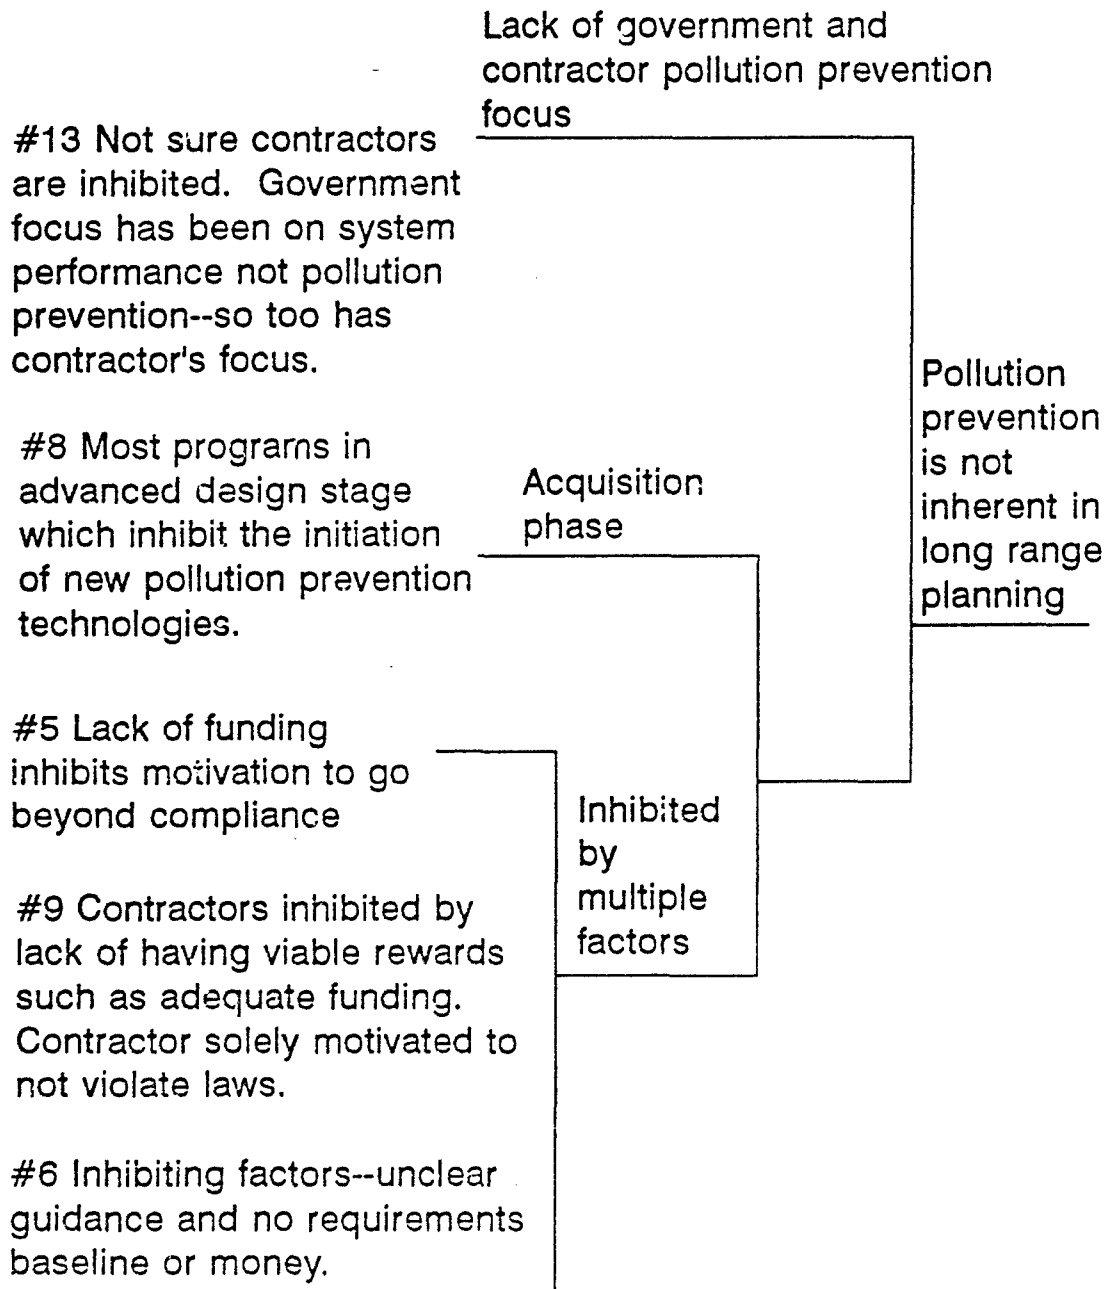 Lack of government and
contractor pollution prevention
focus
#13 Not sure contractors
are inhibited. Government
focus has been on system
performance not pollution
prevention--so too has
contractor's focus.
Pollution
prevention
is not
inherent in
long range
planning
#8 Most programs in
advanced design stage
which inhibit the initiation
of new pollution prevention
technologies.
Acquisition
phase
#5 Lack of funding
inhibits motivation to go
beyond compliance
Inhibited
by
multiple
factors
#9 Contractors inhibited by
lack of having viable rewards
such as adequate funding.
Contractor solely motivated to
not violate laws.
#6 Inhibiting factors--unclear
guidance and no requirements
baseline or money.